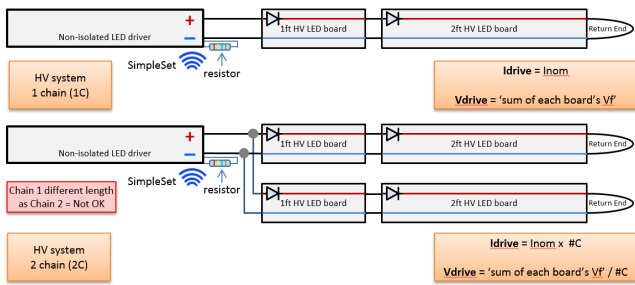 +
Non-isolated LED driver
−
1ft HV LED board
2ft HV LED board
Return End
SimpleSet
resistor
HV system
1 chain (1C)
Idrive = Inom
Vdrive = ‘sum of each board’s Vf’
+
Non-isolated LED driver
−
1ft HV LED board
2ft HV LED board
Return End
SimpleSet
resistor
Chain 1 different length
as Chain 2 = Not OK
1ft HV LED board
2ft HV LED board
Return End
HV system
2 chain (2C)
Idrive = Inom x #C
Vdrive = ‘sum of each board’s Vf’ / #C